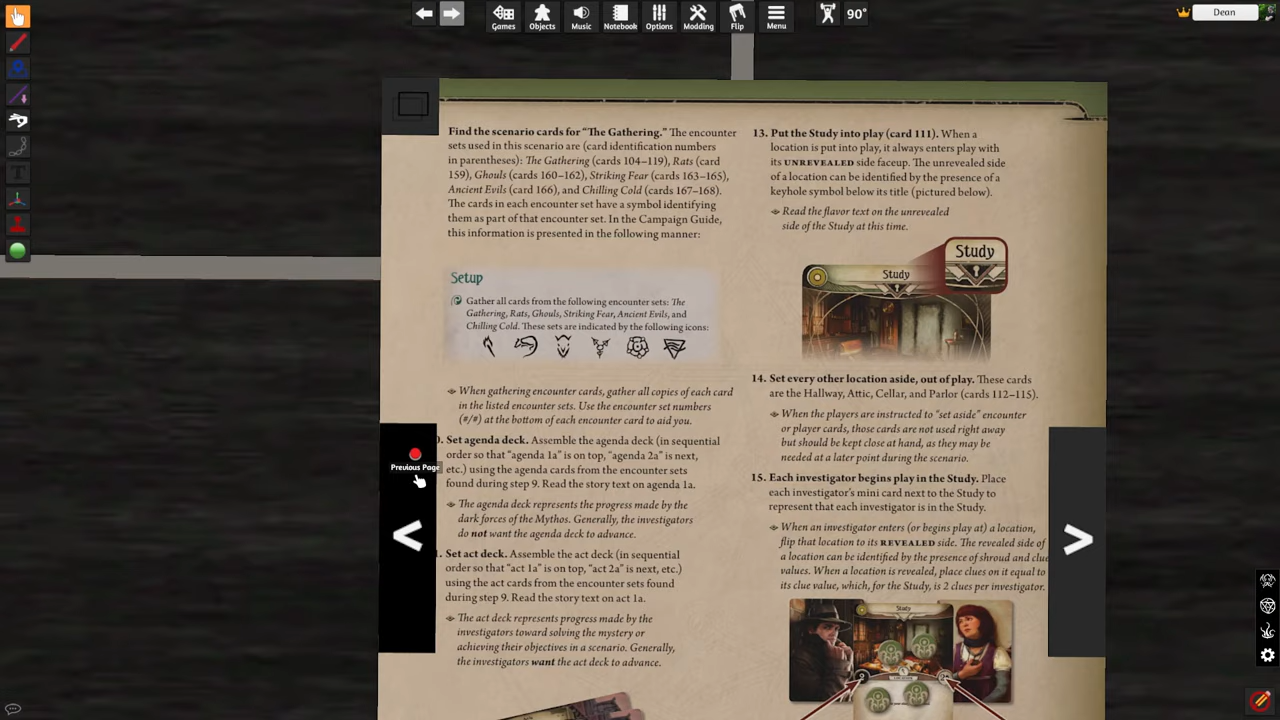 Games
Objects
Music
Notebook
Options
Modding
Flip
Menu
90°
Dean
Find the scenario cards for “The Gathering.” The encounter
sets used in this scenario are (card identification numbers
in parentheses): The Gathering (cards 104–119), Rats (card
159), Ghouls (cards 160–162), Striking Fear (cards 163–165),
Ancient Evils (card 166), and Chilling Cold (cards 167–168).
The cards in each encounter set have a symbol identifying
them as part of that encounter set. In the Campaign Guide,
this information is presented in the following manner:
Setup
Gather all cards from the following encounter sets: The
Gathering, Rats, Ghouls, Striking Fear, Ancient Evils, and
Chilling Cold. These sets are indicated by the following icons:
When gathering encounter cards, gather all copies of each card
in the listed encounter sets. Use the encounter set numbers
(#/#) at the bottom of each encounter card to aid you.
Set agenda deck. Assemble the agenda deck (in sequential
order so that “agenda 1a” is on top, “agenda 2a” is next,
etc.) using the agenda cards from the encounter sets
found during step 9. Read the story text on agenda 1a.
The agenda deck represents the progress made by the
dark forces of the Mythos. Generally, the investigators
do not want the agenda deck to advance.
Set act deck. Assemble the act deck (in sequential
order so that “act 1a” is on top, “act 2a” is next, etc.)
using the act cards from the encounter sets found
during step 9. Read the story text on act 1a.
The act deck represents progress made by the
investigators toward solving the mystery or
achieving their objectives in a scenario. Generally,
the investigators want the act deck to advance.
Previous Page
<
13. Put the Study into play (card 111). When a
location is put into play, it always enters play with
its UNREVEALED side faceup. The unrevealed side
of a location can be identified by the presence of a
keyhole symbol below its title (pictured below).
Read the flavor text on the unrevealed
side of the Study at this time.
Study
Study
14. Set every other location aside, out of play. These cards
are the Hallway, Attic, Cellar, and Parlor (cards 112–115).
When the players are instructed to “set aside” encounter
or player cards, those cards are not used right away
but should be kept close at hand, as they may be
needed at a later point during the scenario.
15. Each investigator begins play in the Study. Place
each investigator’s mini card next to the Study to
represent that each investigator is in the Study.
When an investigator enters (or begins play at) a location,
flip that location to its REVEALED side. The revealed side of
a location can be identified by the presence of shroud and clue
values. When a location is revealed, place clues on it equal to
its clue value, which, for the Study, is 2 clues per investigator.
Study
>